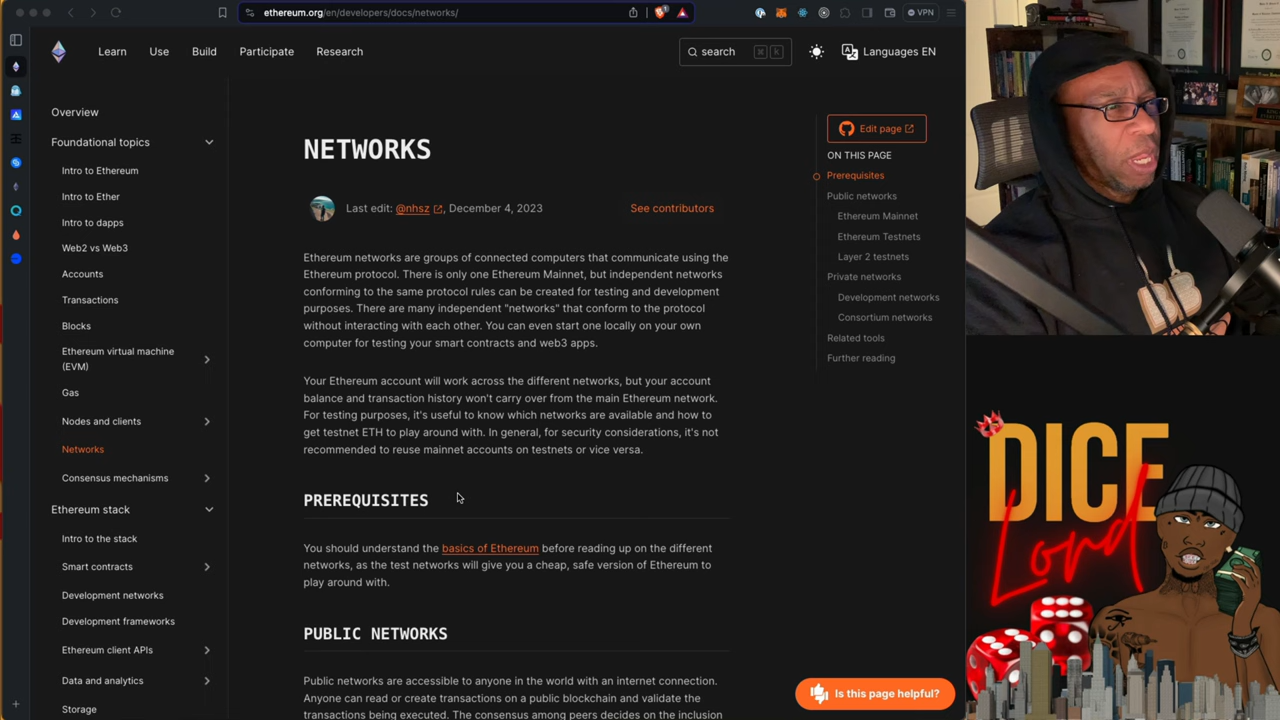 ethereum.org/en/developers/docs/networks/
VPN
Learn
Use
Build
Participate
Research
search
⌘
k
Languages EN
Overview
Foundational topics
Intro to Ethereum
Intro to Ether
Intro to dapps
Web2 vs Web3
Accounts
Transactions
Blocks
Ethereum virtual machine
(EVM)
Gas
Nodes and clients
Networks
Consensus mechanisms
Ethereum stack
Intro to the stack
Smart contracts
Development networks
Development frameworks
Ethereum client APIs
Data and analytics
Storage
NETWORKS
Last edit: @nhsz, December 4, 2023
See contributors
Ethereum networks are groups of connected computers that communicate using the
Ethereum protocol. There is only one Ethereum Mainnet, but independent networks
conforming to the same protocol rules can be created for testing and development
purposes. There are many independent "networks" that conform to the protocol
without interacting with each other. You can even start one locally on your own
computer for testing your smart contracts and web3 apps.
Your Ethereum account will work across the different networks, but your account
balance and transaction history won't carry over from the main Ethereum network.
For testing purposes, it's useful to know which networks are available and how to
get testnet ETH to play around with. In general, for security considerations, it's not
recommended to reuse mainnet accounts on testnets or vice versa.
PREREQUISITES
You should understand the basics of Ethereum before reading up on the different
networks, as the test networks will give you a cheap, safe version of Ethereum to
play around with.
PUBLIC NETWORKS
Public networks are accessible to anyone in the world with an internet connection.
Anyone can read or create transactions on a public blockchain and validate the
transactions being executed. The consensus among peers decides on the inclusion
Edit page
ON THIS PAGE
Prerequisites
Public networks
Ethereum Mainnet
Ethereum Testnets
Layer 2 testnets
Private networks
Development networks
Consortium networks
Related tools
Further reading
Is this page helpful?
DICE
Lord